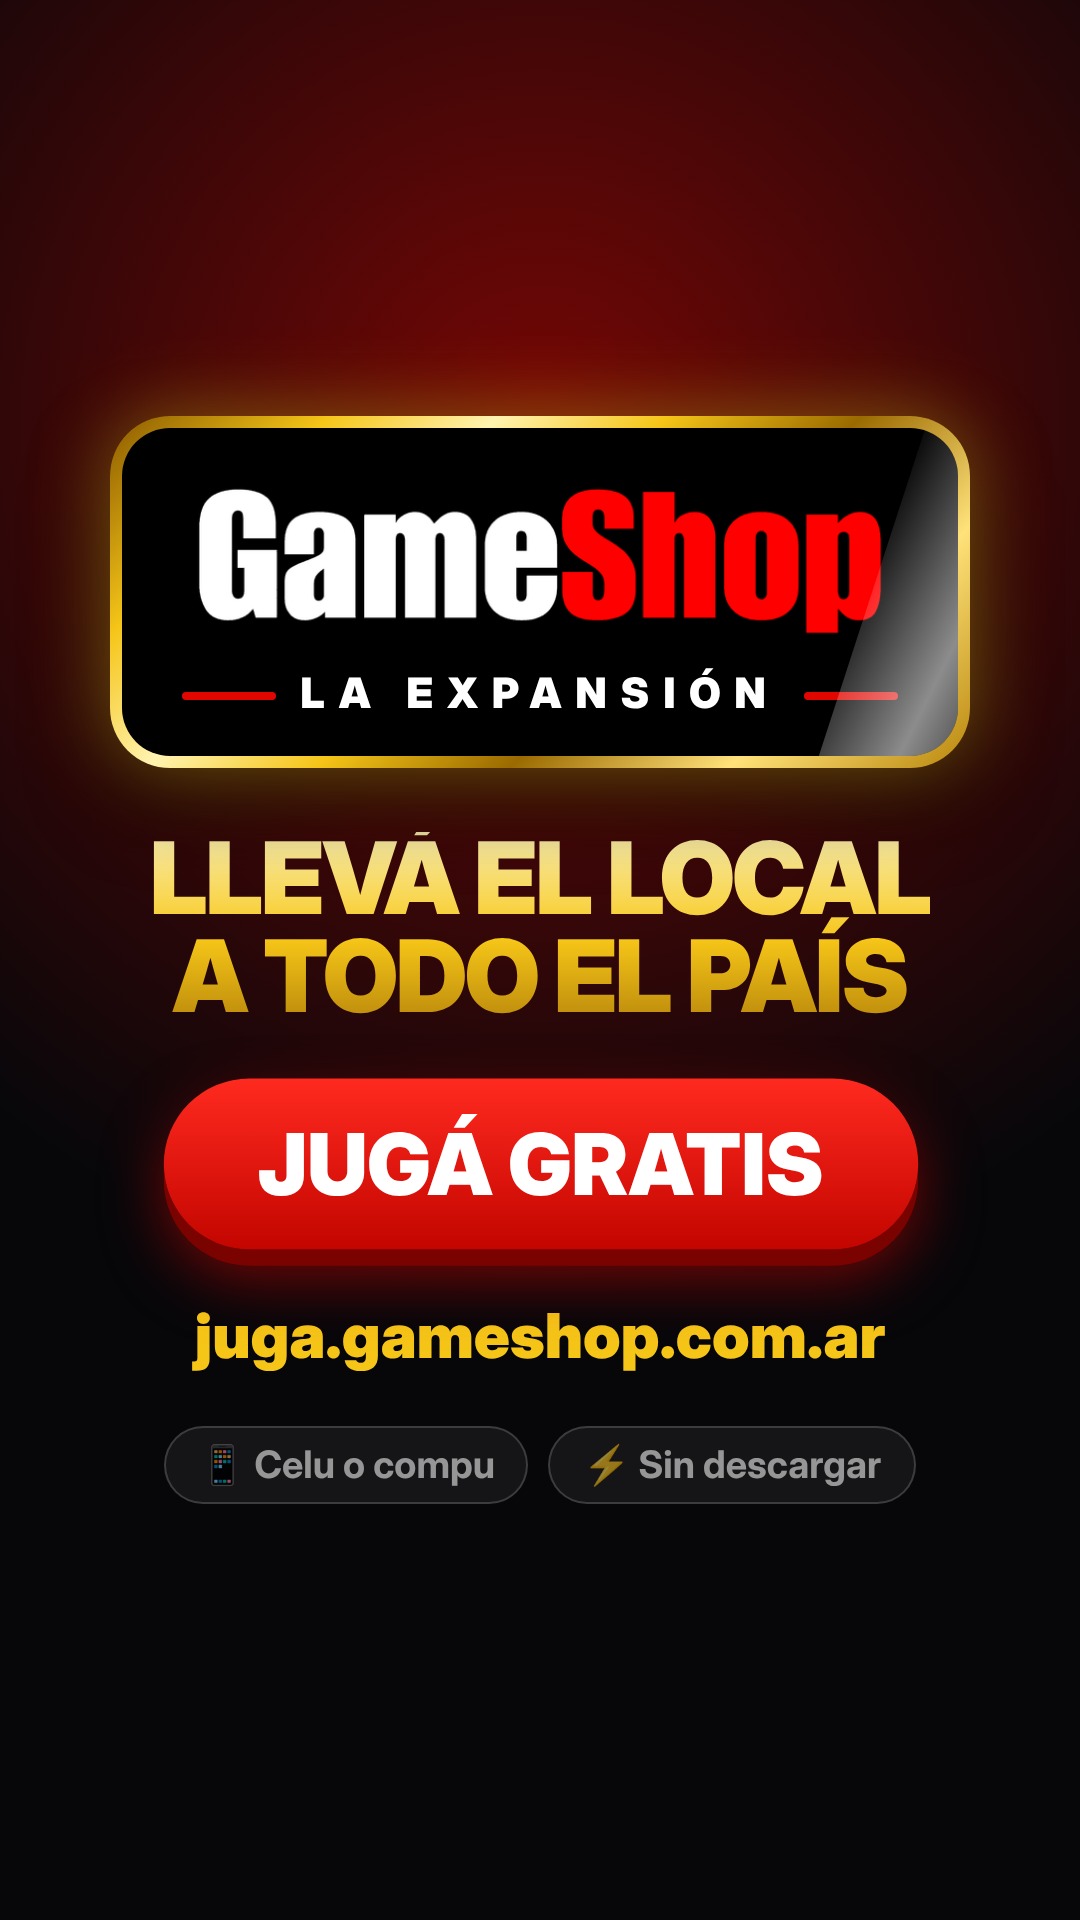 GameShop
LA EXPANSIÓN
LLEVÁ EL LOCAL
A TODO EL PAÍS
JUGÁ GRATIS
juga.gameshop.com.ar
Celu o compu
Sin descargar